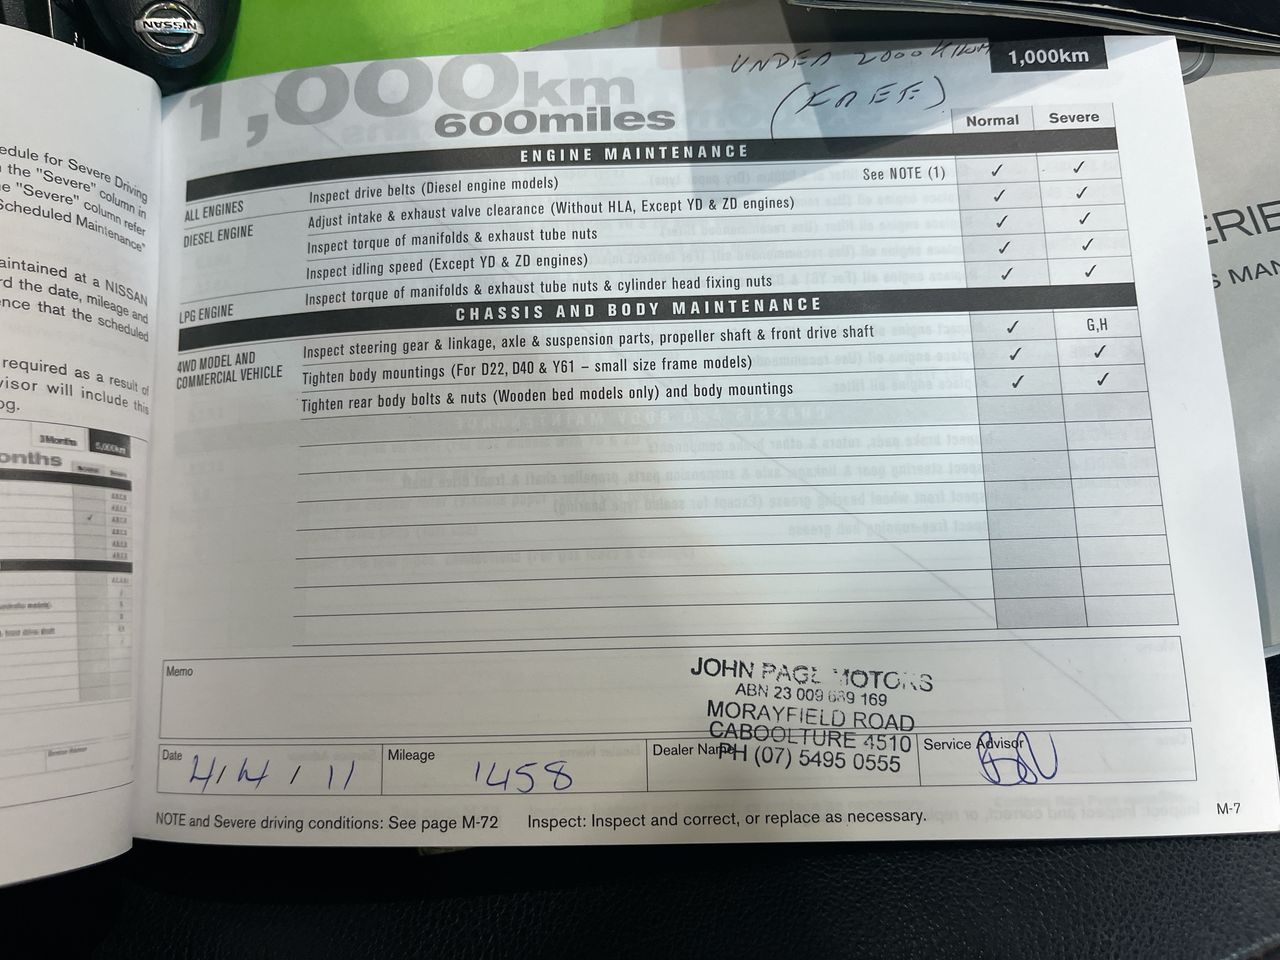 NISSAN
edule for Severe Driving
the "Severe" column in
e "Severe" column refer
Scheduled Maintenance"
aintained at a NISSAN
rd the date, mileage and
ence that the scheduled
required as a result of
visor will include this
og.
3Months 5,000km
onths
1,000km
600miles
UNDER 2000
(FREE)
1,000km
Normal Severe
ENGINE MAINTENANCE
ALL ENGINES Inspect drive belts (Diesel engine models) See NOTE (1) ✓ ✓
DIESEL ENGINE Adjust intake & exhaust valve clearance (Without HLA, Except YD & ZD engines) ✓ ✓
Inspect torque of manifolds & exhaust tube nuts ✓ ✓
Inspect idling speed (Except YD & ZD engines) ✓ ✓
LPG ENGINE Inspect torque of manifolds & exhaust tube nuts & cylinder head fixing nuts ✓ ✓
CHASSIS AND BODY MAINTENANCE
4WD MODEL AND COMMERCIAL VEHICLE Inspect steering gear & linkage, axle & suspension parts, propeller shaft & front drive shaft ✓ G,H
Tighten body mountings (For D22, D40 & Y61 – small size frame models) ✓ ✓
Tighten rear body bolts & nuts (Wooden bed models only) and body mountings ✓ ✓
Memo
JOHN PAGE MOTORS
ABN 23 009 689 169
MORAYFIELD ROAD
CABOOLTURE 4510
PH (07) 5495 0555
Date 4/4/11
Mileage 1458
Dealer Name
Service Advisor
NOTE and Severe driving conditions: See page M-72 Inspect: Inspect and correct, or replace as necessary.
M-7
ERIE
S MAN